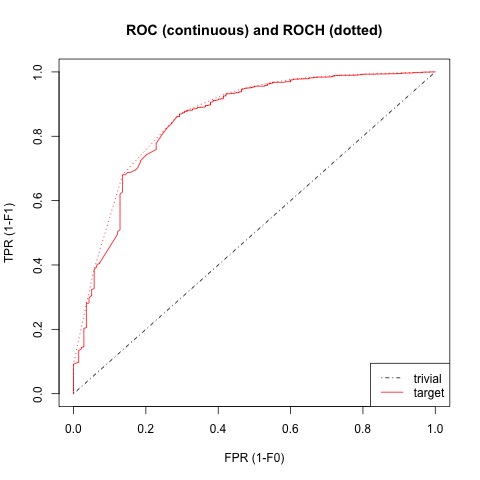 ROC (continuous) and ROCH (dotted)
TPR (1-F1)
1.0
0.8
0.6
0.4
0.2
0.0
trivial
target
0.0 0.2 0.4 0.6 0.8 1.0
FPR (1-F0)